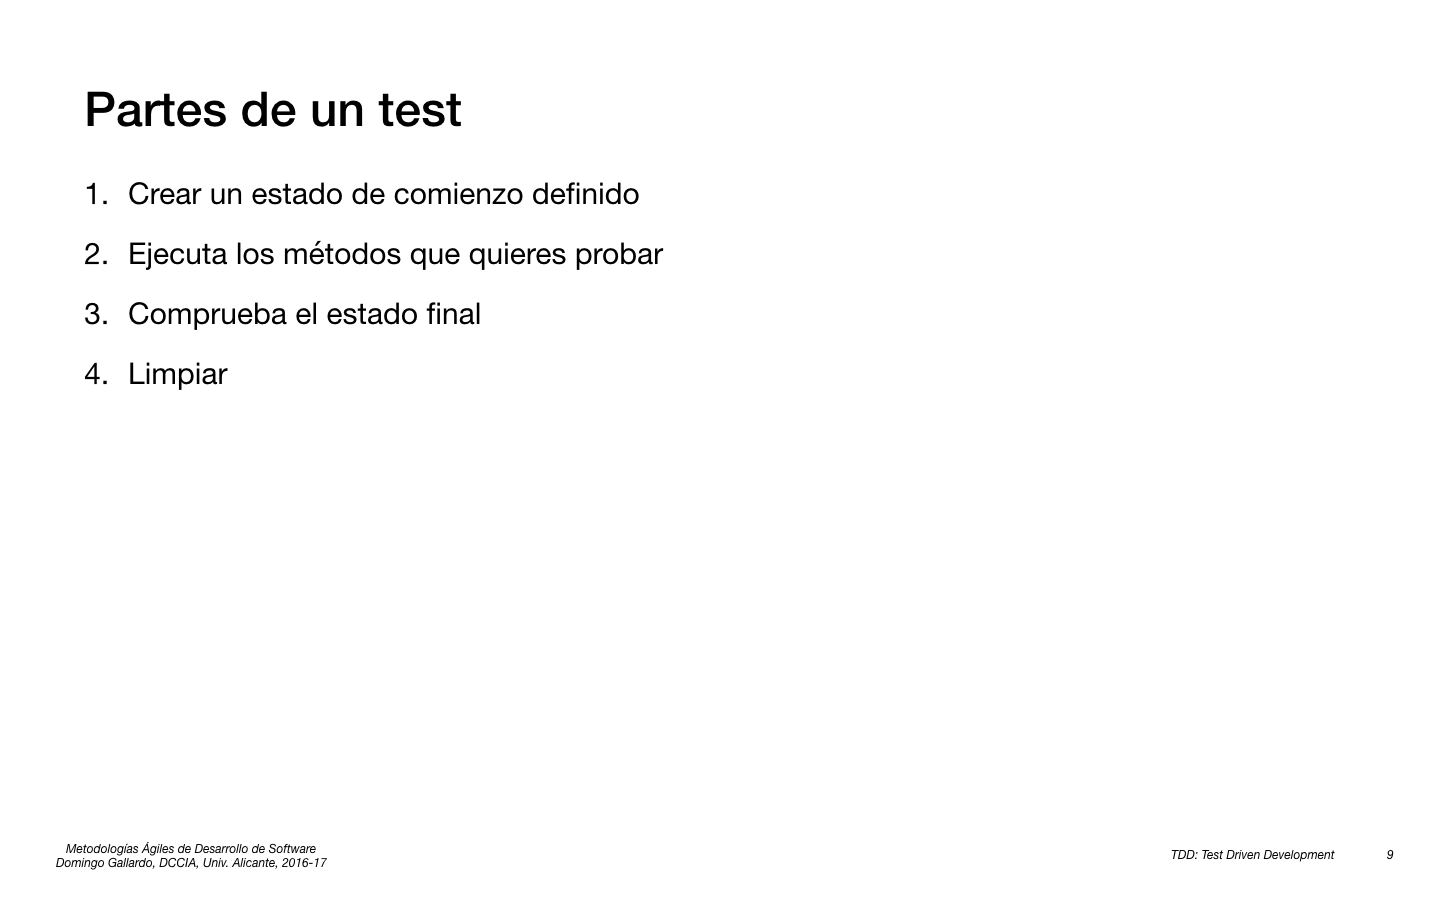 Partes de un test
1. Crear un estado de comienzo definido
2. Ejecuta los métodos que quieres probar
3. Comprueba el estado final
4. Limpiar
Metodologías Ágiles de Desarrollo de Software
Domingo Gallardo, DCCIA, Univ. Alicante, 2016-17
TDD: Test Driven Development 9